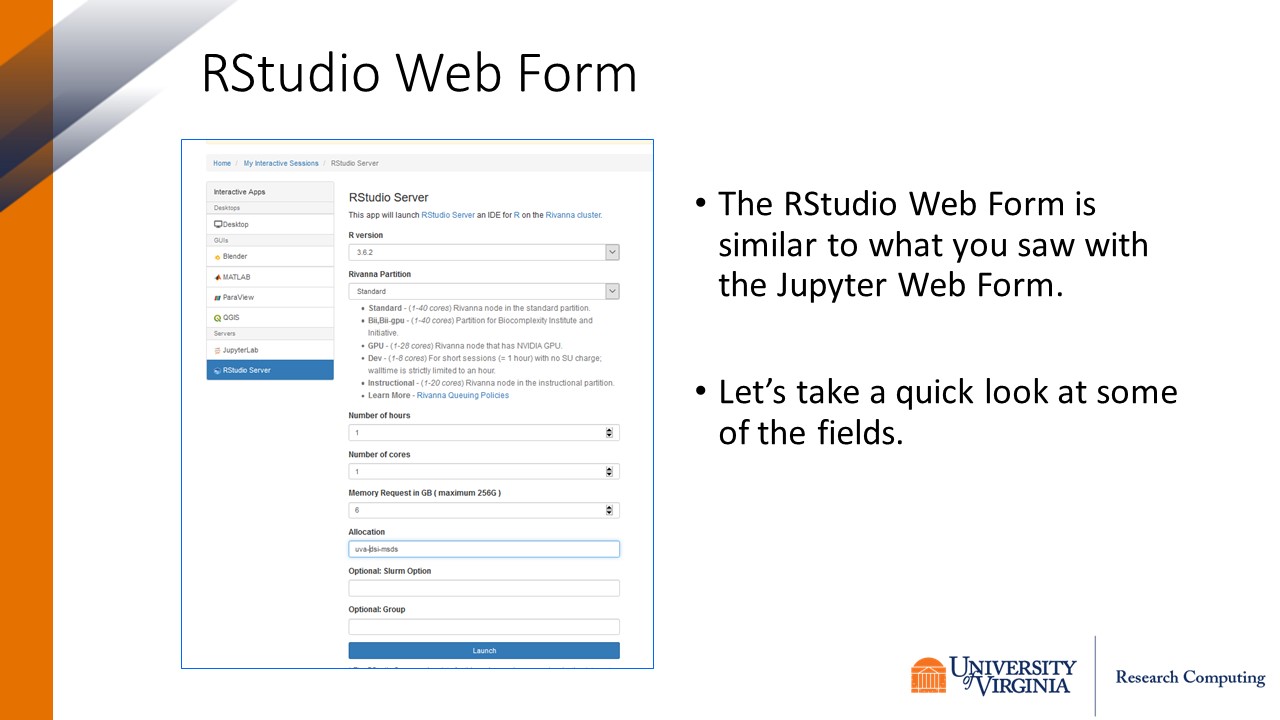 RStudio Web Form
Home / My Interactive Sessions / RStudio Server
Interactive Apps
Desktops
Desktop
GUIs
Blender
MATLAB
ParaView
QGIS
Servers
JupyterLab
RStudio Server
RStudio Server
This app will launch RStudio Server an IDE for R on the Rivanna cluster.
R version
3.6.2
Rivanna Partition
Standard
• Standard - (1-40 cores) Rivanna node in the standard partition.
• Bii,Bii-gpu - (1-40 cores) Partition for Biocomplexity Institute and
Initiative.
• GPU - (1-28 cores) Rivanna node that has NVIDIA GPU.
• Dev - (1-8 cores) For short sessions (= 1 hour) with no SU charge;
walltime is strictly limited to an hour.
• Instructional - (1-20 cores) Rivanna node in the instructional partition.
• Learn More - Rivanna Queuing Policies
Number of hours
1
Number of cores
1
Memory Request in GB ( maximum 256G )
6
Allocation
uva-dsi-msds
Optional: Slurm Option
Optional: Group
Launch
• The RStudio Web Form is
similar to what you saw with
the Jupyter Web Form.
• Let’s take a quick look at some
of the fields.
UNIVERSITY
of VIRGINIA
Research Computing